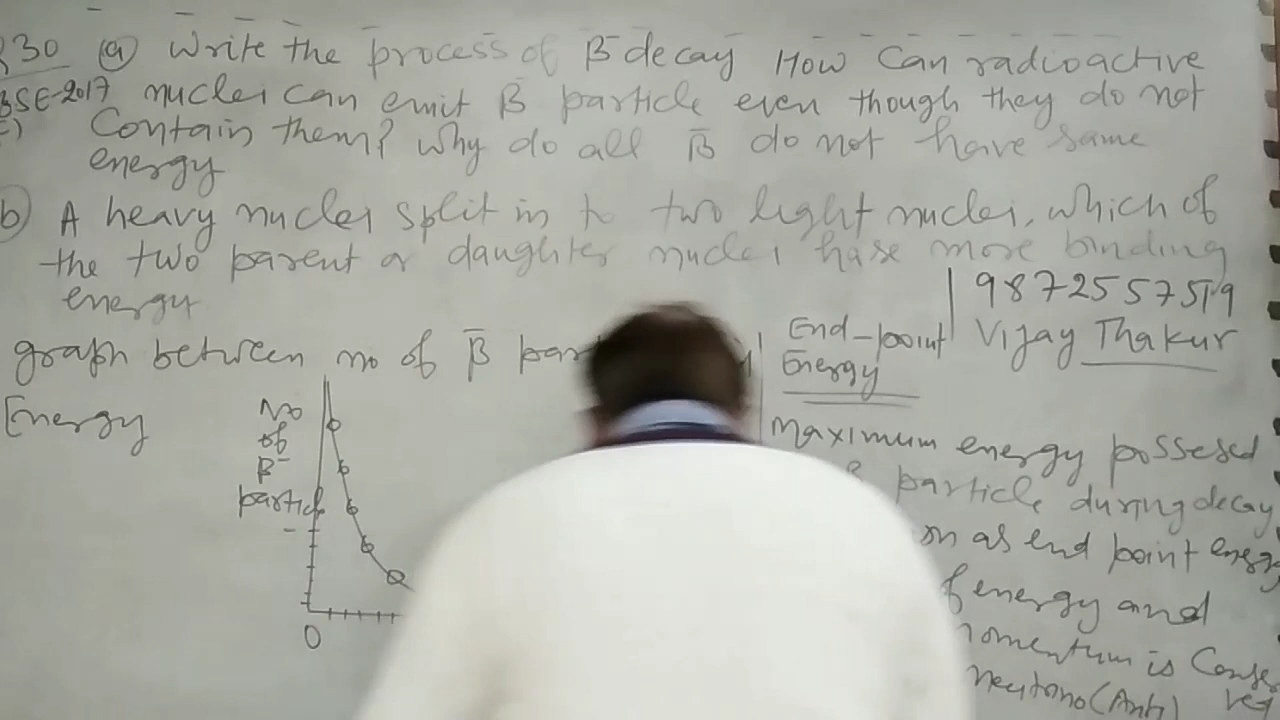 Q30 (a) Write the process of β⁻ decay How Can radioactive
BSE-2017 nuclei can emit β particle even though they do not
C) Contain them? Why do all β⁻ do not have same
energy
b) A heavy nuclei split in to two light nuclei, which of
the two parent or daughter nuclei have more binding
energy
graph between no of β⁻
Energy
No
of
β⁻
particle
0
End-point
Energy
9872557519
Vijay Thakur
Maximum energy possesed
β particle during decay
as end point energy
of energy and
momentum is
(Anti)